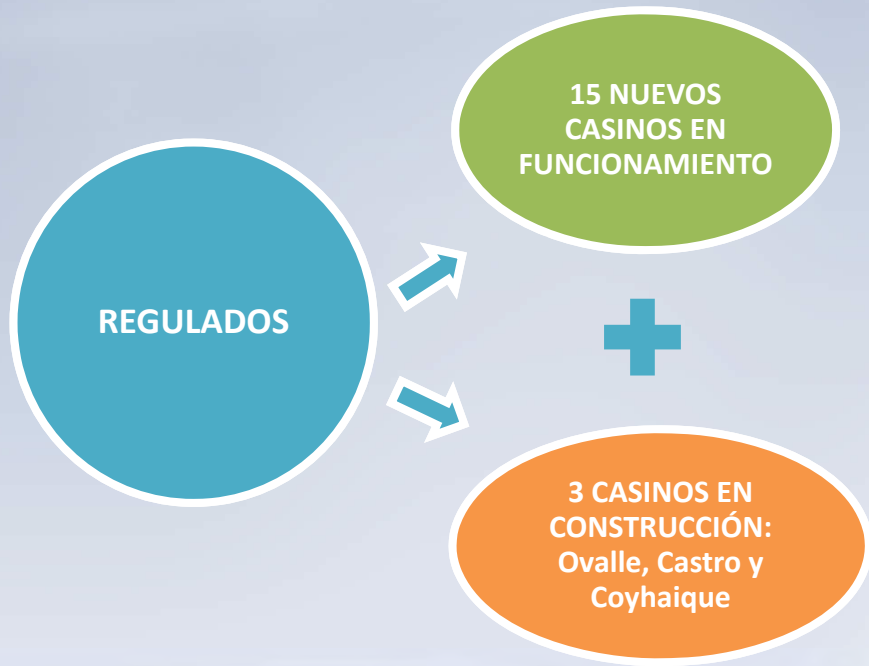 REGULADOS
15 NUEVOS
CASINOS EN
FUNCIONAMIENTO
3 CASINOS EN
CONSTRUCCIÓN:
Ovalle, Castro y
Coyhaique